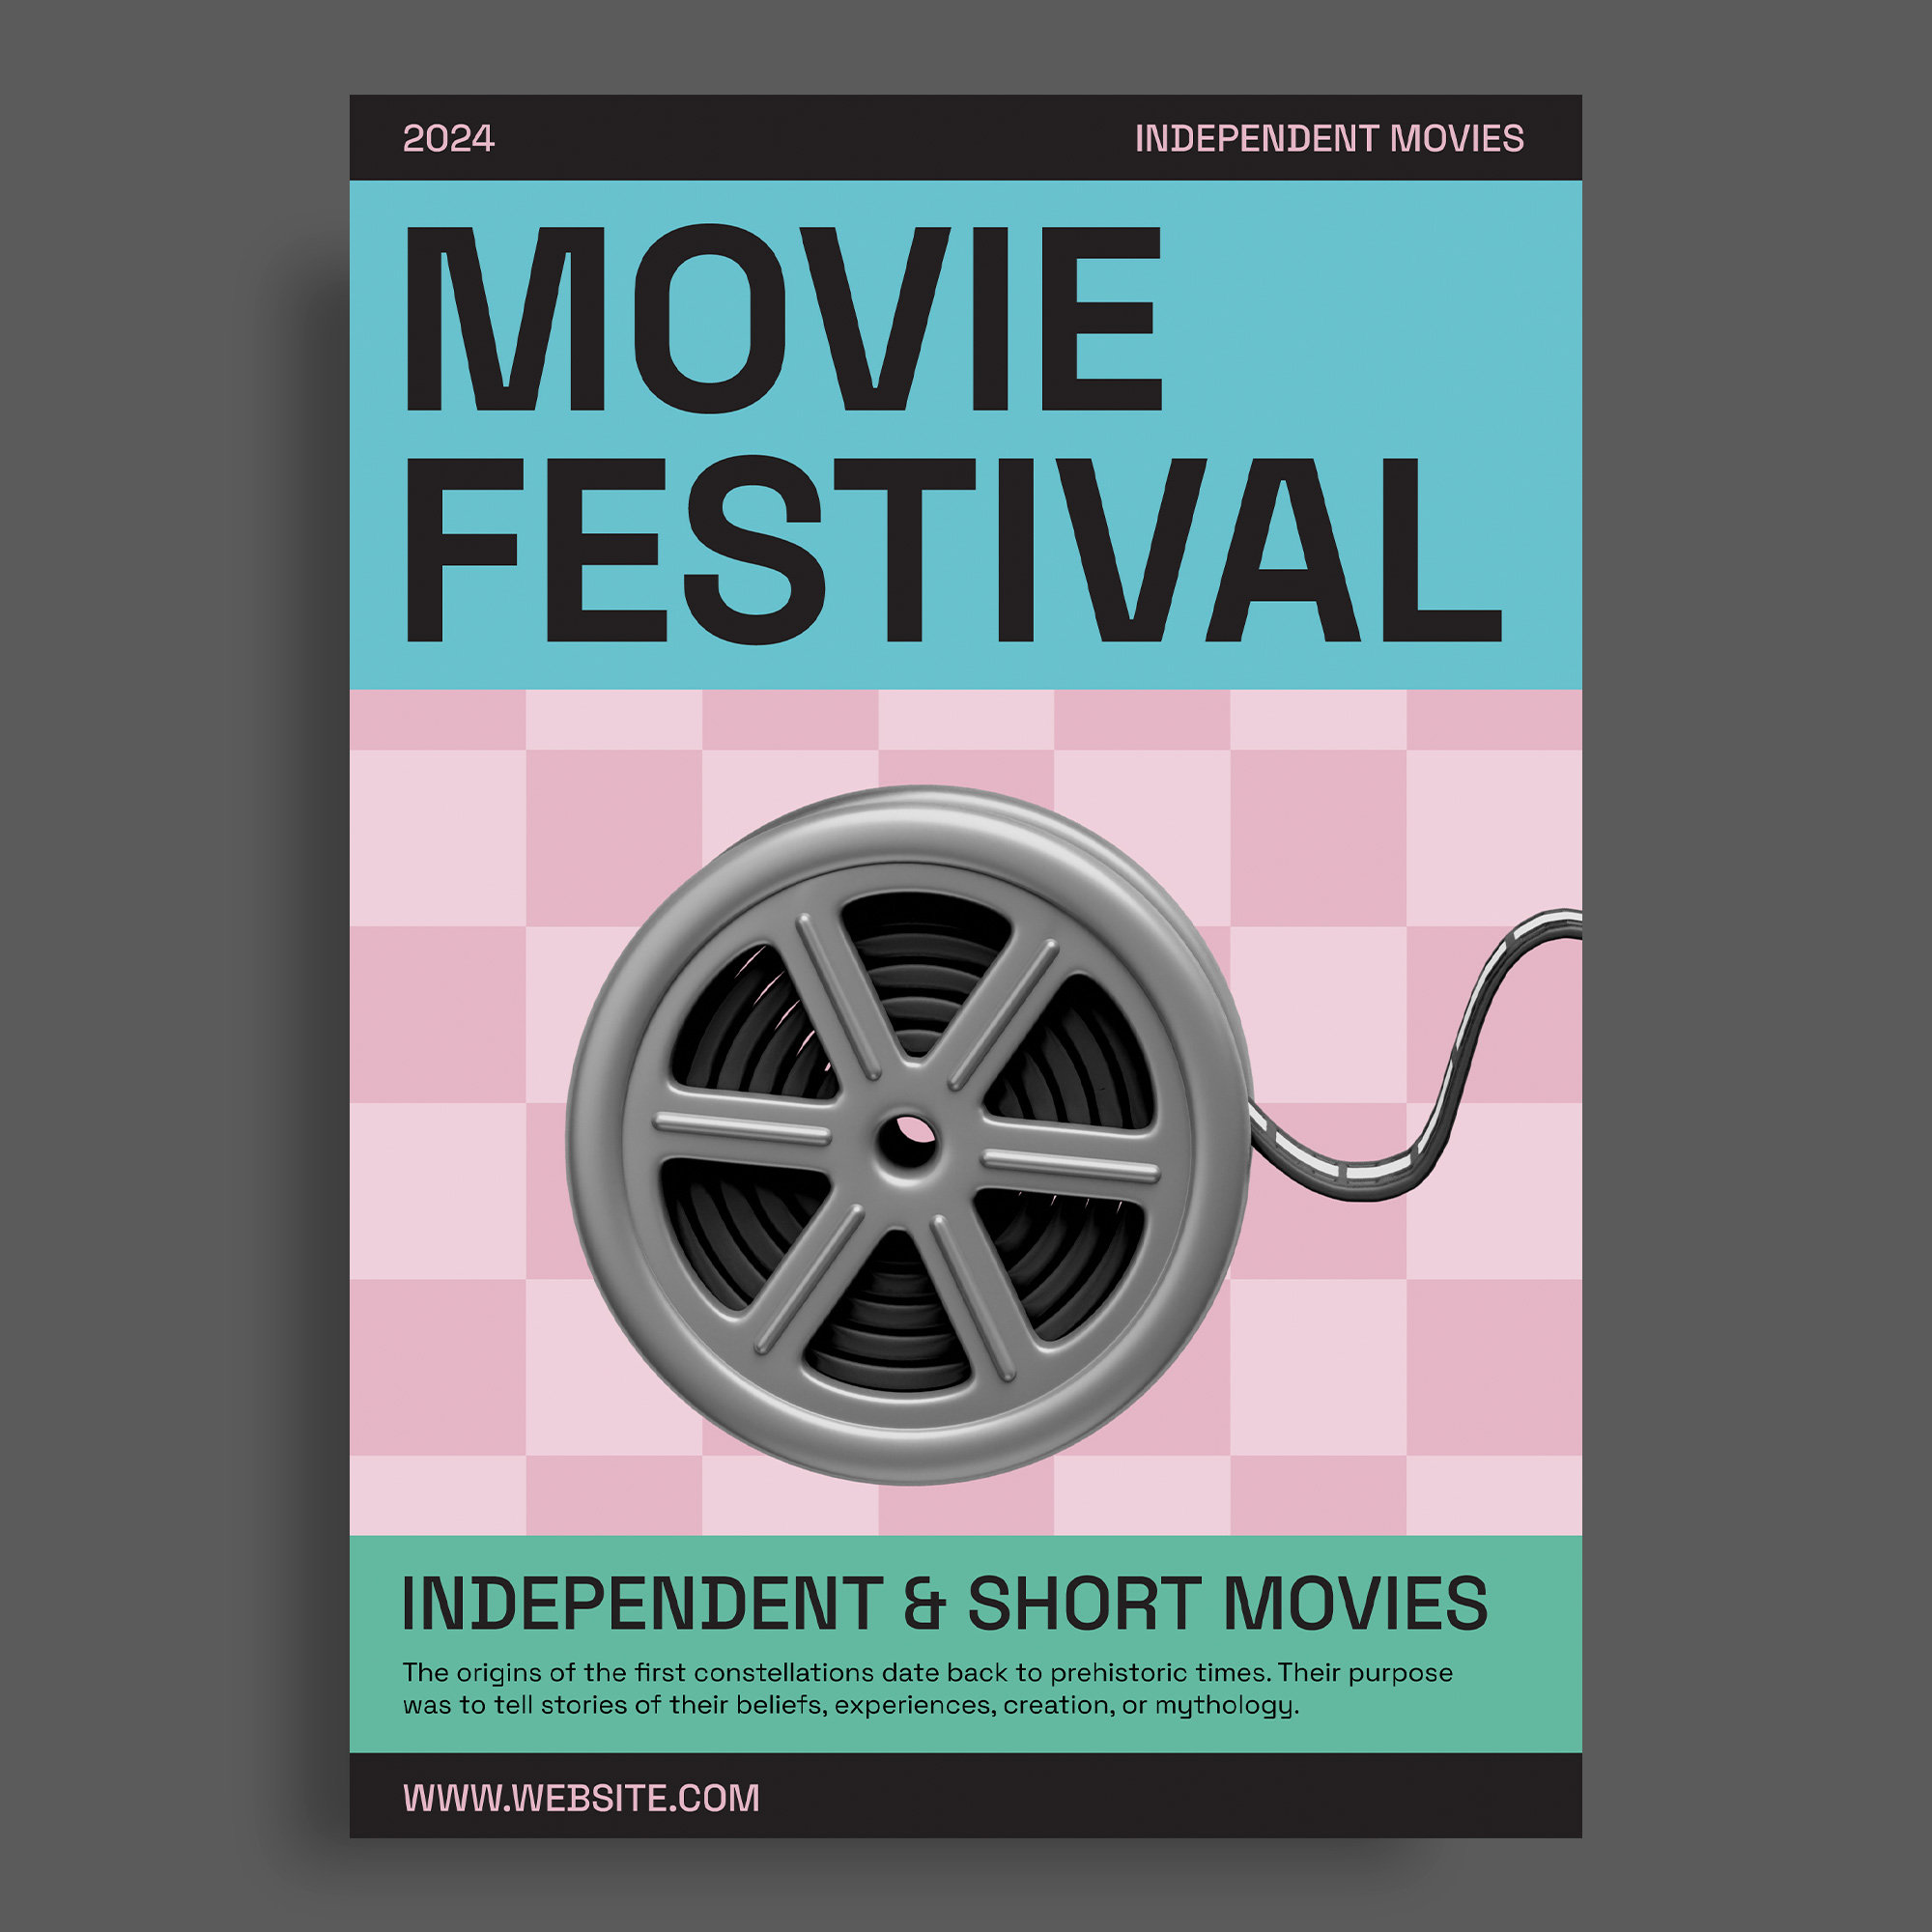 2024
INDEPENDENT MOVIES
MOVIE
FESTIVAL
INDEPENDENT & SHORT MOVIES
The origins of the first constellations date back to prehistoric times. Their purpose
was to tell stories of their beliefs, experiences, creation, or mythology.
WWW.WEBSITE.COM